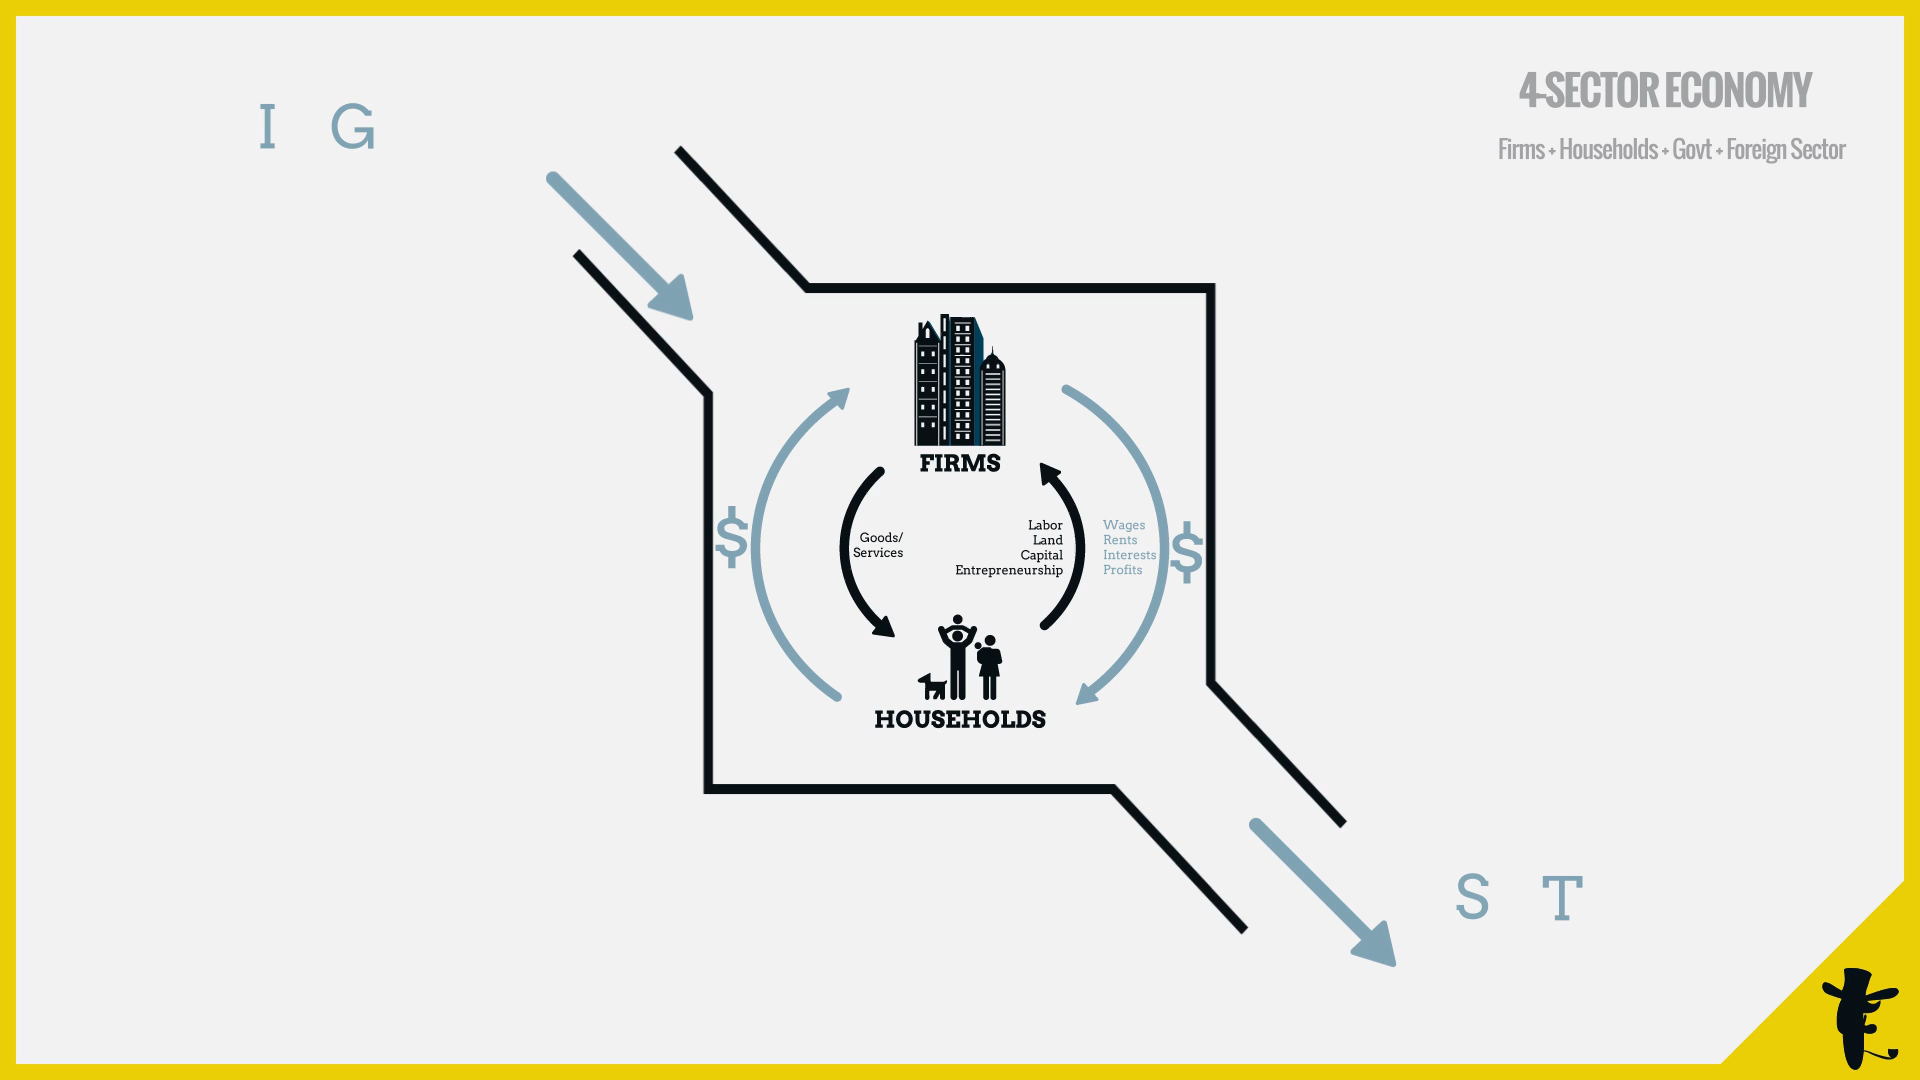 4-SECTOR ECONOMY
Firms + Households + Govt + Foreign Sector
I G
FIRMS
$
Goods/
Services
Labor
Land
Capital
Entrepreneurship
Wages
Rents
Interests
Profits
$
HOUSEHOLDS
S T